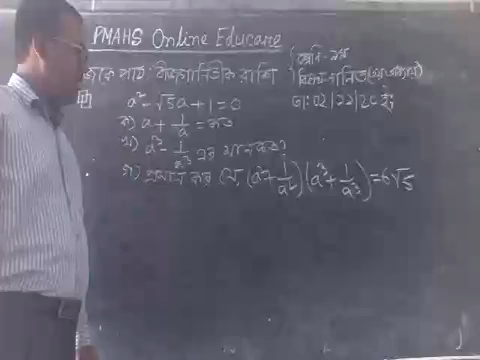 PMAHS Online Educare
আজকের পাঠ: বীজগাণিতিক রাশি
শ্রেণি - ৯ম
বিষয় - গণিত
তাং 02/11/20 ইং
a² - √5a + 1 = 0
ক) a + 1/a = কত
খ) a³ - 1/a³ এর মান কত?
গ) প্রমাণ কর যে, (a² + 1/a²) (a³ + 1/a³) = 6√5